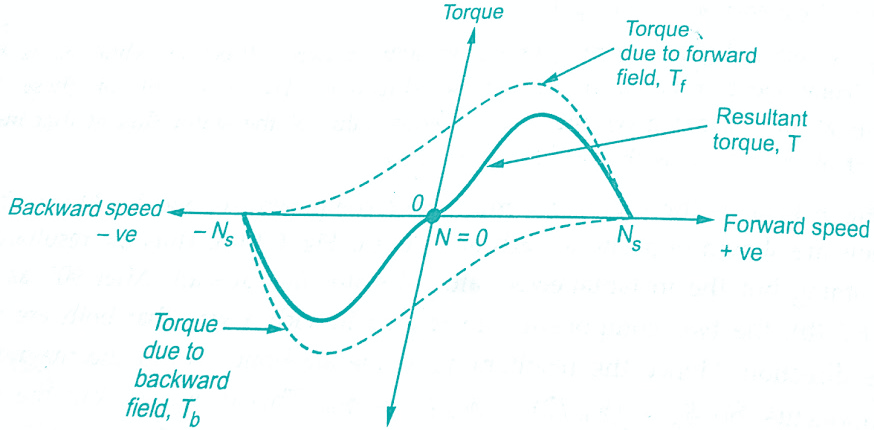 Torque
Torque
due to forward
field, T_f
Resultant
torque, T
Backward speed
– ve
– N_s
0
N = 0
N_s
Forward speed
+ ve
Torque
due to
backward
field, T_b